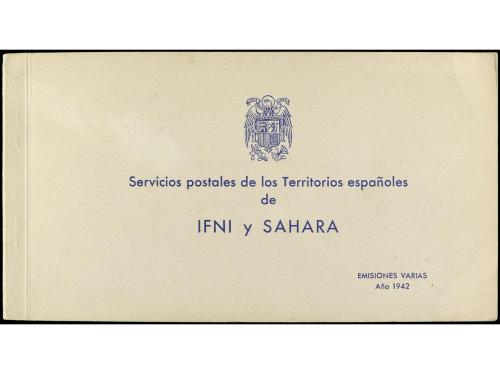 Servicios postales de los Territorios españoles
de
IFNI y SAHARA
EMISIONES VARIAS
Año 1942